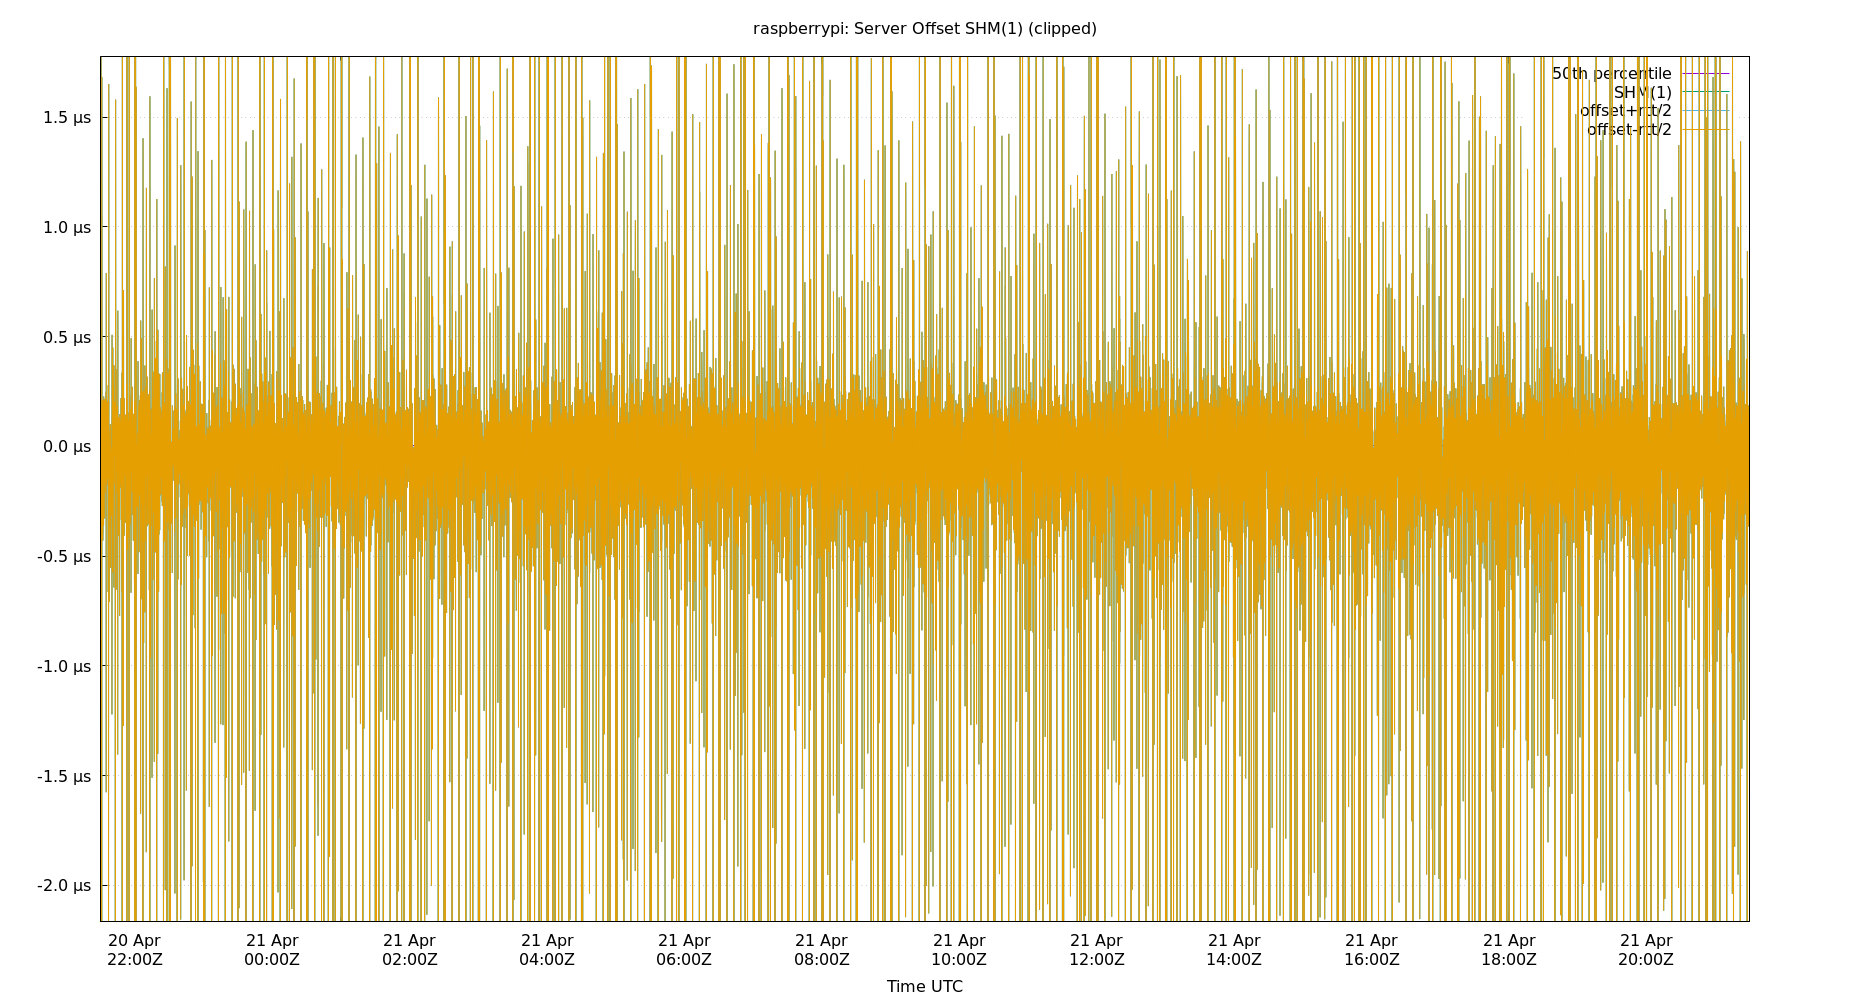 raspberrypi: Server Offset SHM(1) (clipped)
50th percentile
SHM(1)
offset+rtt/2
offset-rtt/2
1.5 µs
1.0 µs
0.5 µs
0.0 µs
-0.5 µs
-1.0 µs
-1.5 µs
-2.0 µs
20 Apr 21 Apr 21 Apr 21 Apr 21 Apr 21 Apr 21 Apr 21 Apr 21 Apr 21 Apr 21 Apr 21 Apr
22:00Z 00:00Z 02:00Z 04:00Z 06:00Z 08:00Z 10:00Z 12:00Z 14:00Z 16:00Z 18:00Z 20:00Z
Time UTC